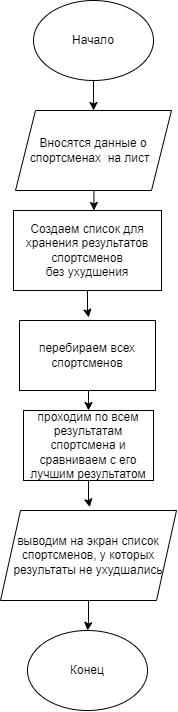 Начало
Вносятся данные о
спортсменах на лист
Создаем список для
хранения результатов
спортсменов
без ухудшения
перебираем всех
спортсменов
проходим по всем
результатам
спортсмена и
сравниваем с его
лучшим результатом
выводим на экран список
спортсменов, у которых
результаты не ухудшались
Конец